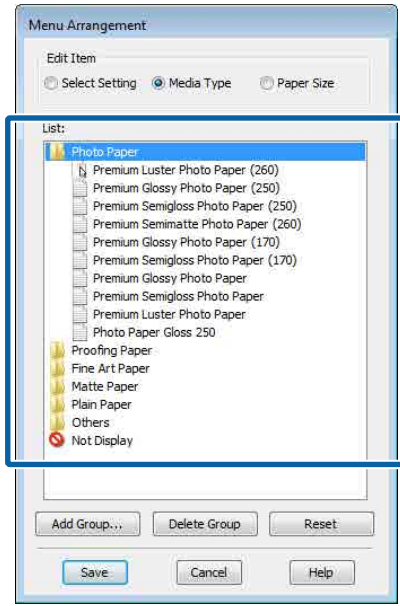 Menu Arrangement
Edit Item
Select Setting Media Type Paper Size
List:
Photo Paper
Premium Luster Photo Paper (260)
Premium Glossy Photo Paper (250)
Premium Semigloss Photo Paper (250)
Premium Semimatte Photo Paper (260)
Premium Glossy Photo Paper (170)
Premium Semigloss Photo Paper (170)
Premium Glossy Photo Paper
Premium Semigloss Photo Paper
Premium Luster Photo Paper
Photo Paper Gloss 250
Proofing Paper
Fine Art Paper
Matte Paper
Plain Paper
Others
Not Display
Add Group... Delete Group Reset
Save Cancel Help